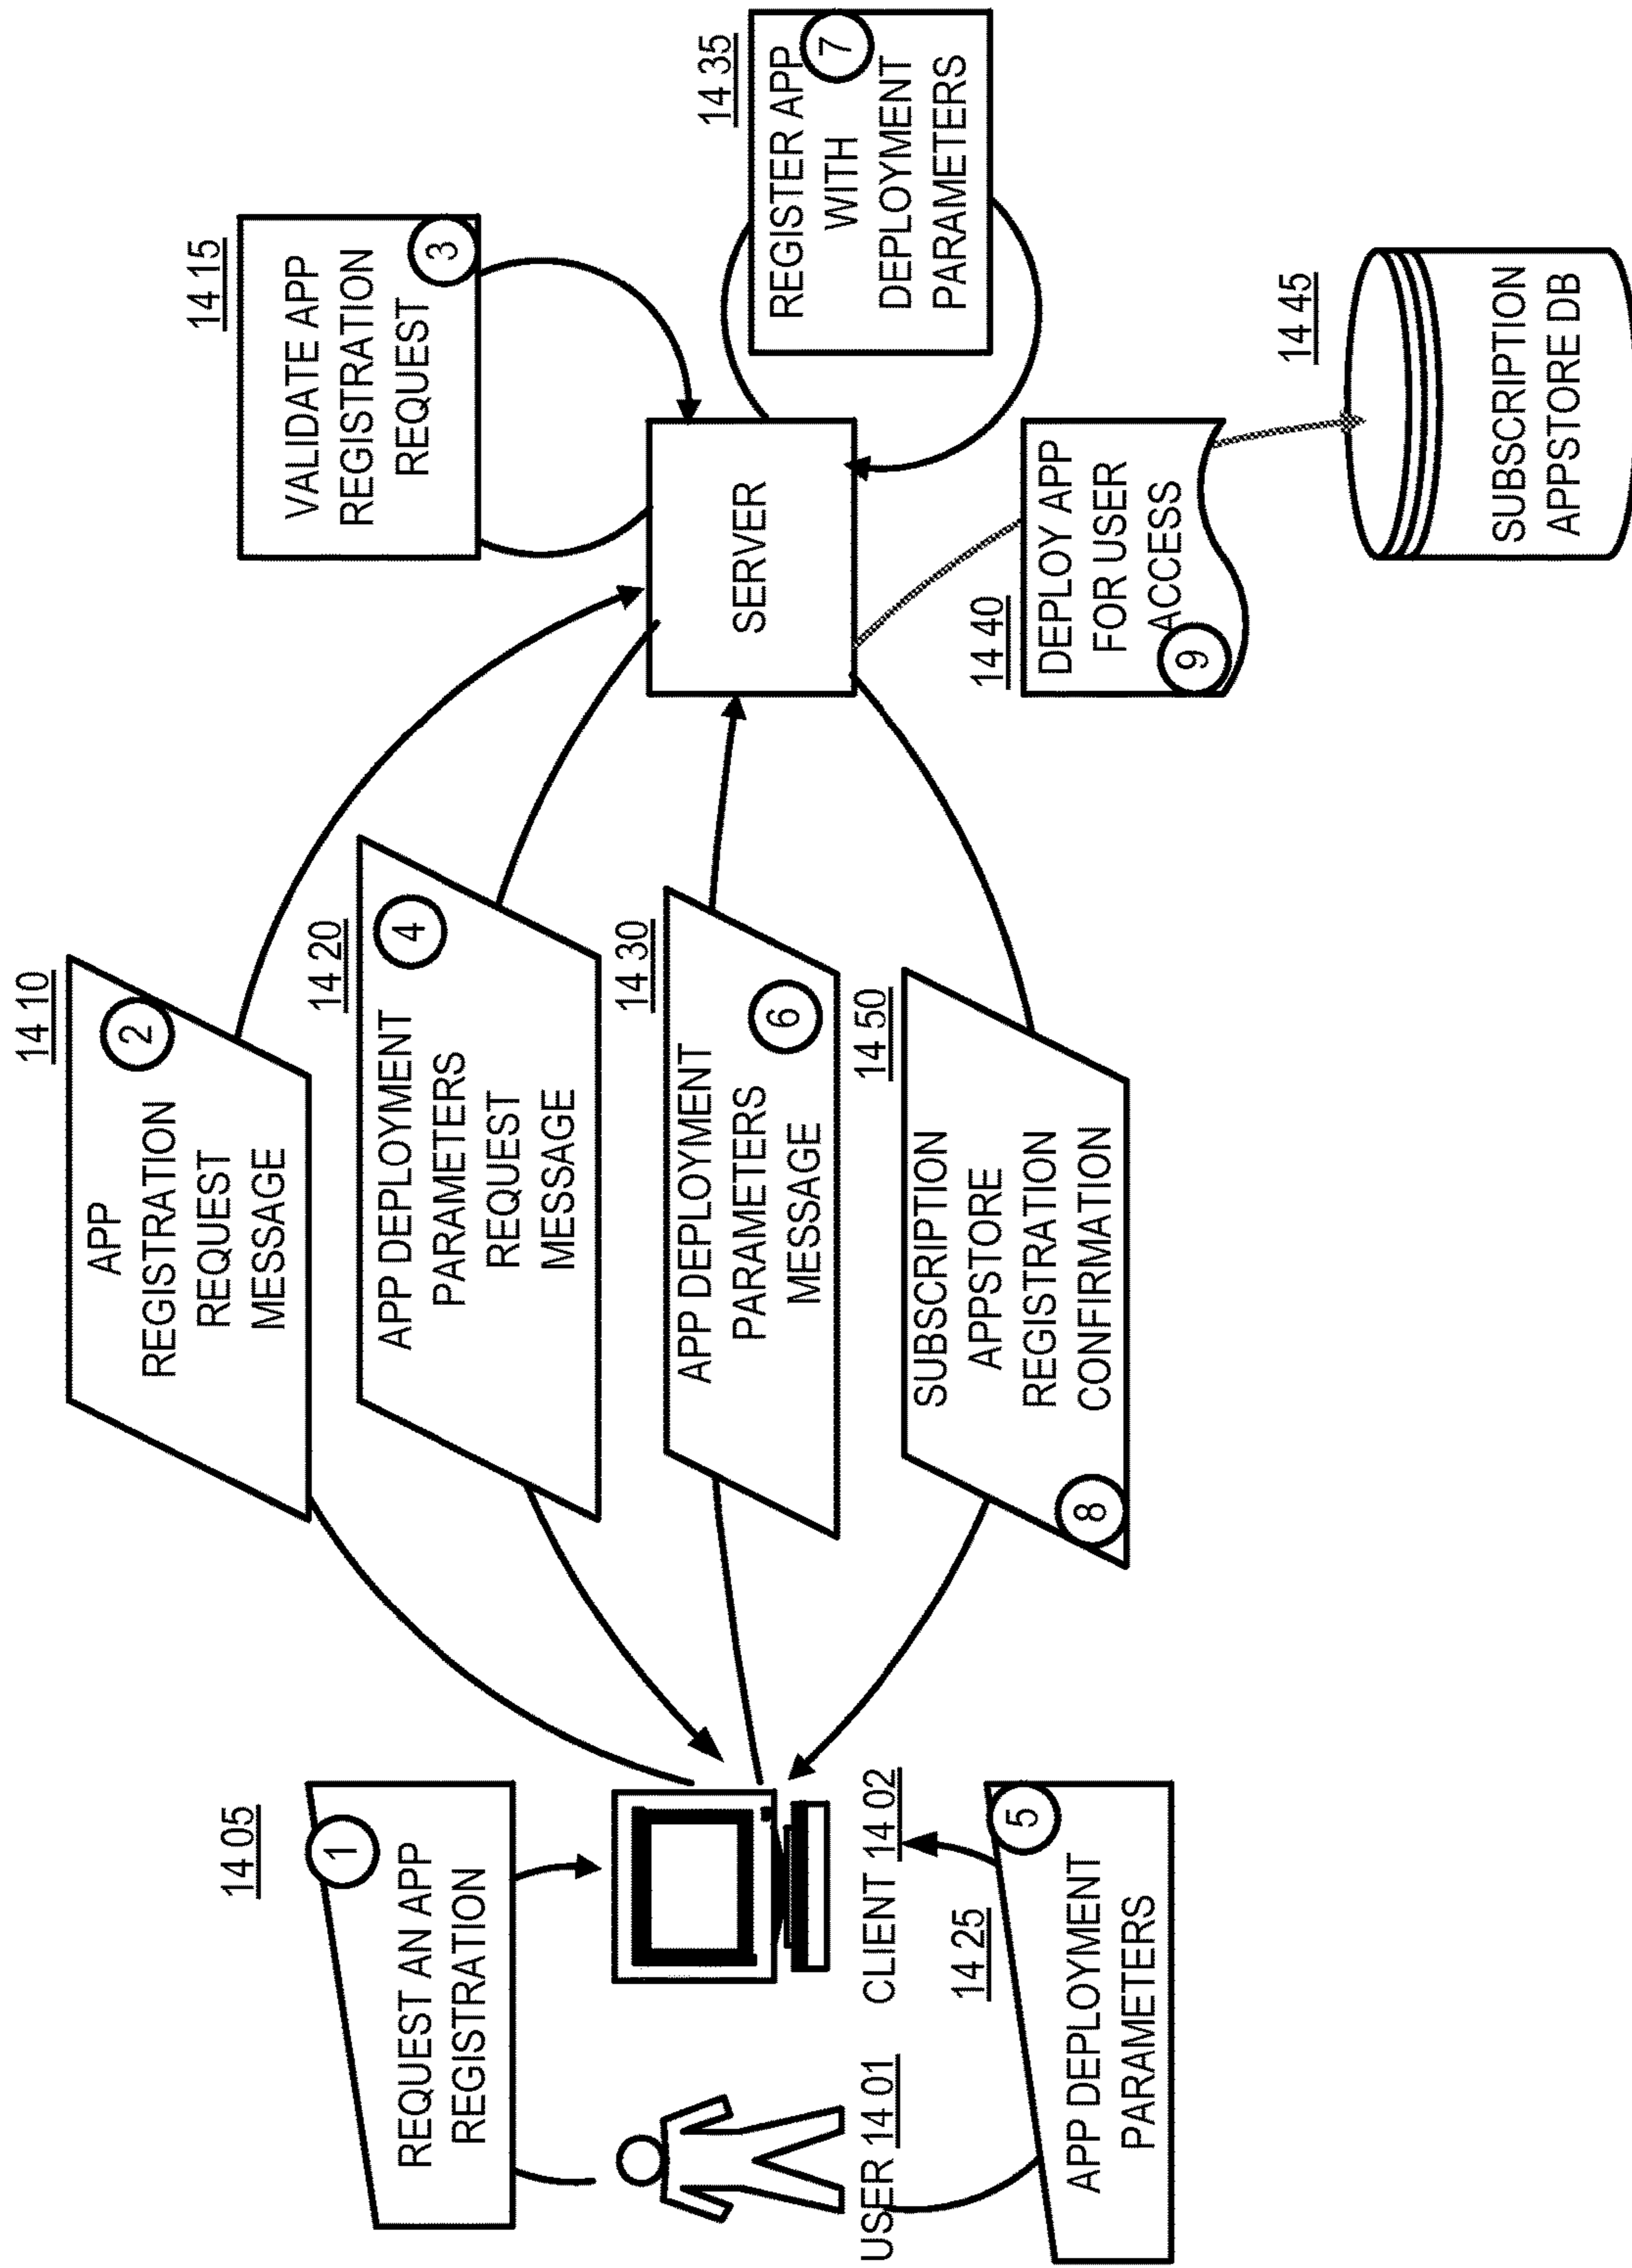 14 05
1
REQUEST AN APP
REGISTRATION
USER 14 01
CLIENT 14 02
14 25
5
APP DEPLOYMENT
PARAMETERS
14 10
2
APP
REGISTRATION
REQUEST
MESSAGE
14 20
4
APP DEPLOYMENT
PARAMETERS
REQUEST
MESSAGE
14 30
6
APP DEPLOYMENT
PARAMETERS
MESSAGE
14 50
SUBSCRIPTION
APPSTORE
REGISTRATION
CONFIRMATION
8
14 15
VALIDATE APP
REGISTRATION
REQUEST
3
SERVER
14 35
REGISTER APP
7
WITH
DEPLOYMENT
PARAMETERS
14 40
DEPLOY APP
FOR USER
ACCESS
9
14 45
SUBSCRIPTION
APPSTORE DB